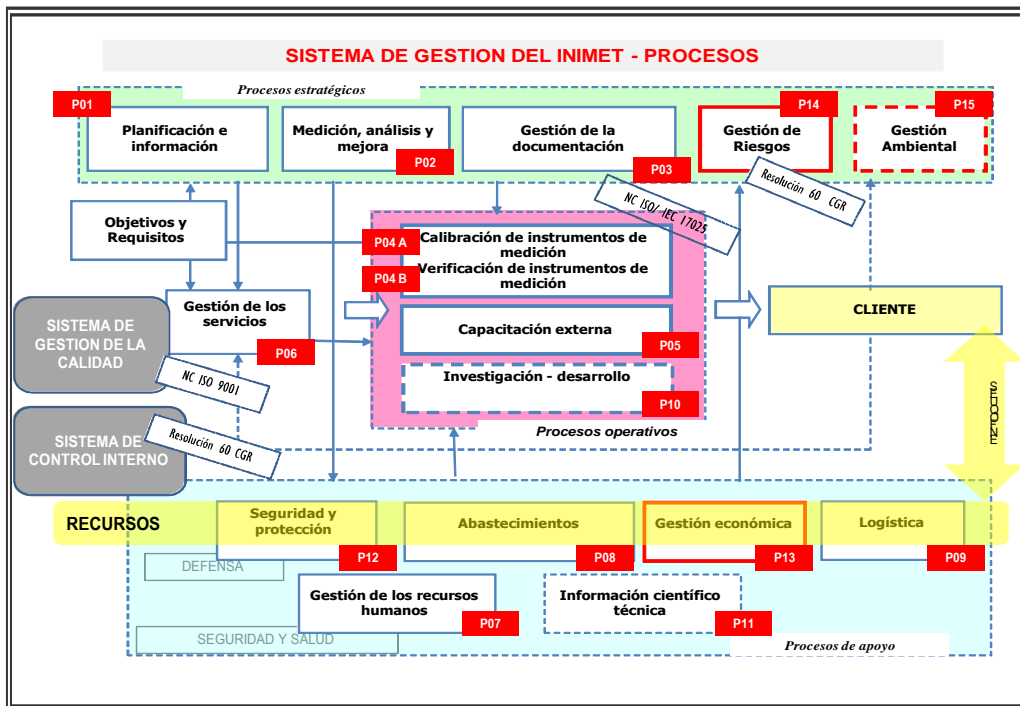 SISTEMA DE GESTION DEL INIMET - PROCESOS
Procesos estratégicos
P01
Planificación e
información
Medición, análisis y
mejora
P02
Gestión de la
documentación
P03
P14
Gestión de
Riesgos
P15
Gestión
Ambiental
Resolución 60 CGR
NC ISO/ IEC 17025
Objetivos y
Requisitos
P04 A
Calibración de instrumentos de
medición
P04 B
Verificación de instrumentos de
medición
Gestión de los
servicios
P06
Capacitación externa
P05
Investigación - desarrollo
P10
Procesos operativos
CLIENTE
SISTEMA DE
GESTION DE LA
CALIDAD
NC ISO 9001
SISTEMA DE
CONTROL INTERNO
Resolución 60 CGR
RECURSOS
Seguridad y
protección
P12
Abastecimientos
P08
Gestión económica
P13
Logística
P09
DEFENSA
Gestión de los recursos
humanos
P07
Información científico
técnica
P11
SEGURIDAD Y SALUD
Procesos de apoyo